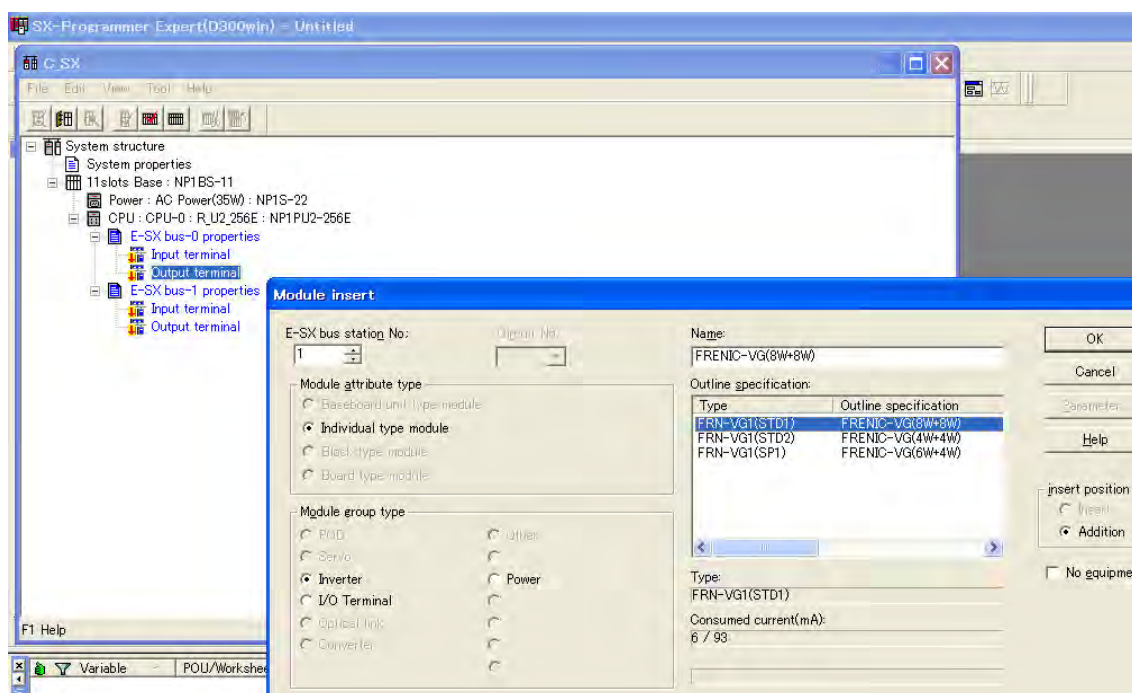 SX-Programmer Expert(D300win) - Untitled
C_SX
File Edit View Tool Help
System structure
System properties
11slots Base : NP1BS-11
Power : AC Power(35W) : NP1S-22
CPU : CPU-0 : R_U2_256E : NP1PU2-256E
E-SX bus-0 properties
Input terminal
Output terminal
E-SX bus-1 properties
Input terminal
Output terminal
F1 Help
Variable POU/Workshee
Module insert
E-SX bus station No:
Circuit No:
1
Module attribute type
Baseboard unit type module
Individual type module
Block type module
Board type module
Module group type
POD
Other
Servo
Inverter
Power
I/O Terminal
Optical link
Converter
Name:
FRENIC-VG(8W+8W)
Outline specification:
Type Outline specification
FRN-VG1(STD1) FRENIC-VG(8W+8W)
FRN-VG1(STD2) FRENIC-VG(4W+4W)
FRN-VG1(SP1) FRENIC-VG(6W+4W)
Type:
FRN-VG1(STD1)
Consumed current(mA):
6 / 93
OK
Cancel
Parameter
Help
insert position
Insert
Addition
No equipme